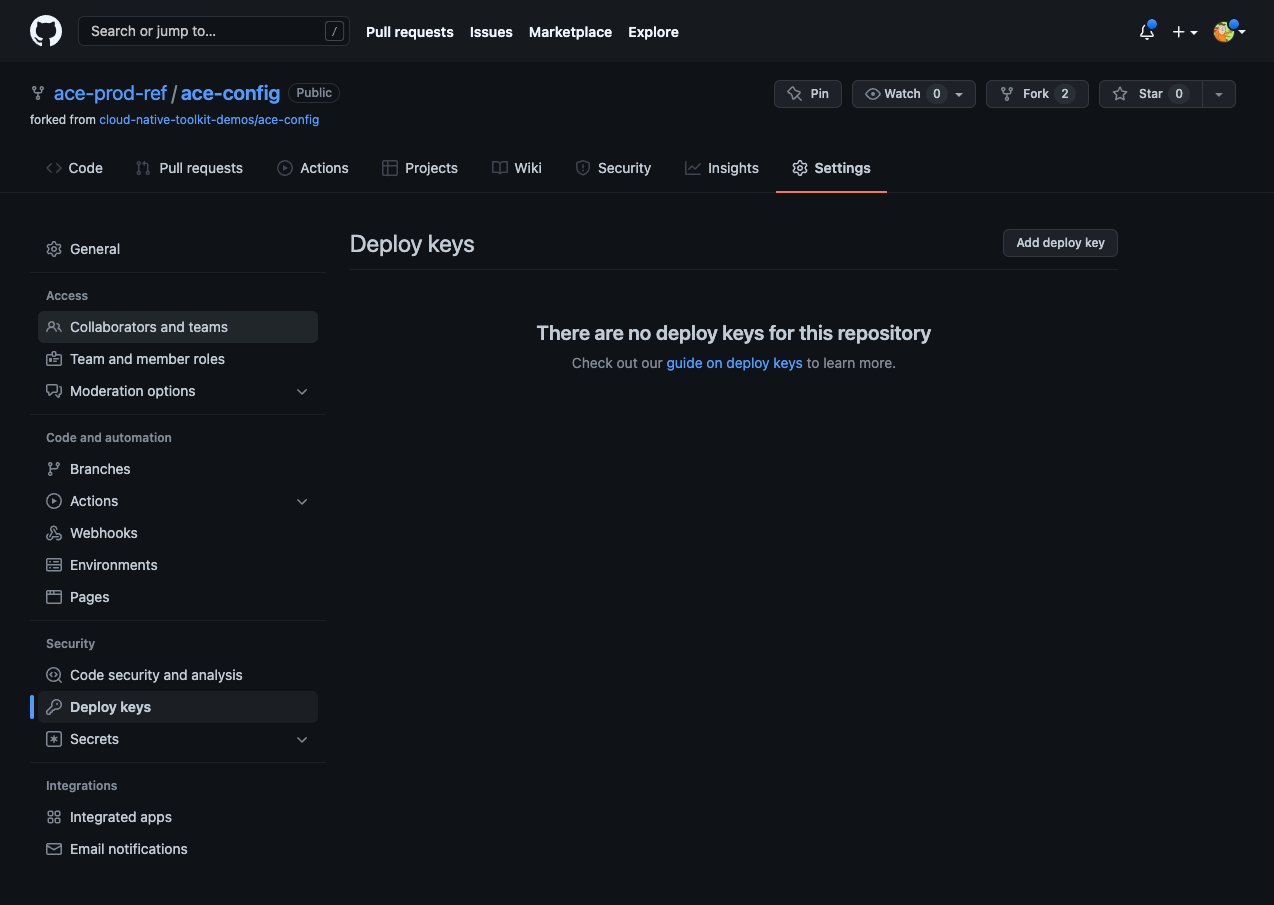 Search or jump to... /
Pull requests Issues Marketplace Explore
ace-prod-ref / ace-config Public
Pin Watch 0 Fork 2 Star 0
forked from cloud-native-toolkit-demos/ace-config
Code Pull requests Actions Projects Wiki Security Insights Settings
General
Access
Collaborators and teams
Team and member roles
Moderation options
Code and automation
Branches
Actions
Webhooks
Environments
Pages
Security
Code security and analysis
Deploy keys
Secrets
Integrations
Integrated apps
Email notifications
Deploy keys Add deploy key
There are no deploy keys for this repository
Check out our guide on deploy keys to learn more.